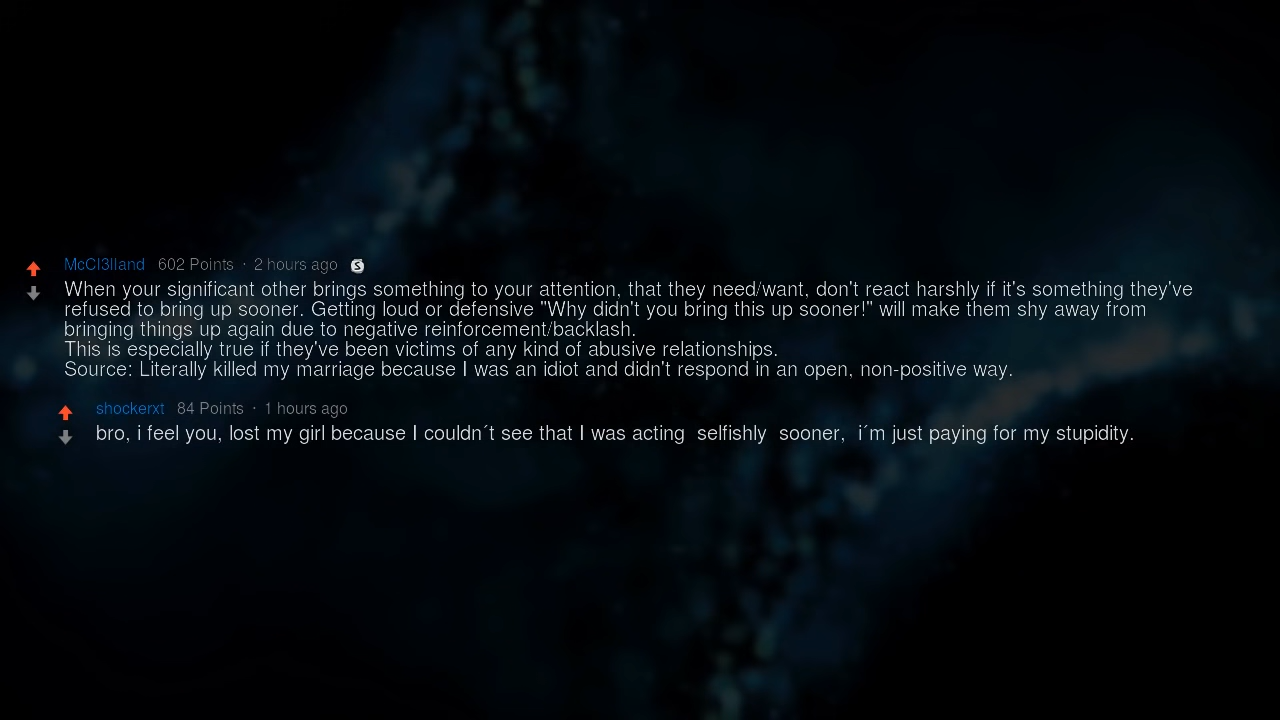 McCl3lland 602 Points · 2 hours ago
When your significant other brings something to your attention, that they need/want, don't react harshly if it's something they've
refused to bring up sooner. Getting loud or defensive "Why didn't you bring this up sooner!" will make them shy away from
bringing things up again due to negative reinforcement/backlash.
This is especially true if they've been victims of any kind of abusive relationships.
Source: Literally killed my marriage because I was an idiot and didn't respond in an open, non-positive way.
shockerxt 84 Points · 1 hours ago
bro, i feel you, lost my girl because I couldn´t see that I was acting  selfishly  sooner,  i´m just paying for my stupidity.